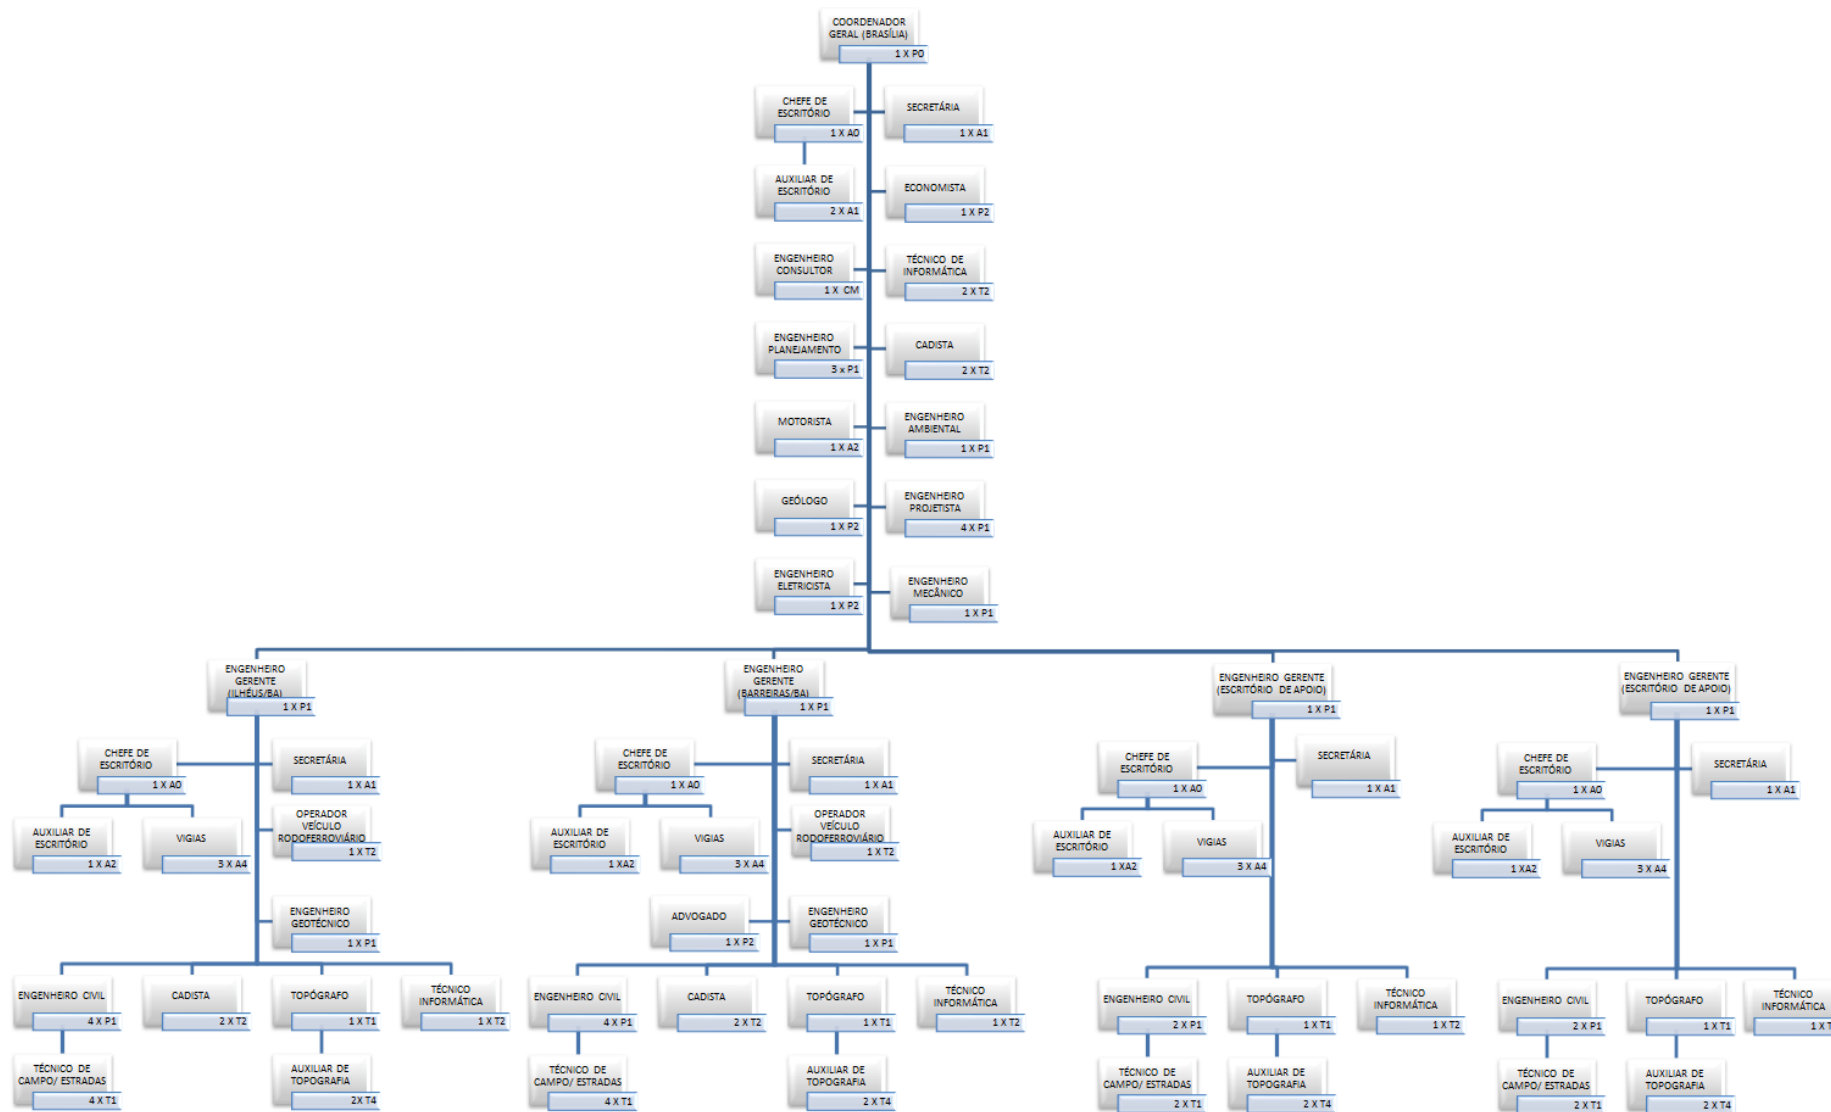 COORDENADOR
GERAL (BRASÍLIA)
1 X P0
CHEFE DE
ESCRITÓRIO
1 X A0
SECRETÁRIA
1 X A1
AUXILIAR DE
ESCRITÓRIO
2 X A1
ECONOMISTA
1 X P2
ENGENHEIRO
CONSULTOR
1 X CM
TÉCNICO DE
INFORMÁTICA
2 X T2
ENGENHEIRO
PLANEJAMENTO
3 x P1
CADISTA
2 X T2
MOTORISTA
1 X A2
ENGENHEIRO
AMBIENTAL
1 X P1
GEÓLOGO
1 X P2
ENGENHEIRO
PROJETISTA
4 X P1
ENGENHEIRO
ELETRICISTA
1 X P2
ENGENHEIRO
MECÂNICO
1 X P1
ENGENHEIRO
GERENTE
(ILHÉUS/BA)
1 X P1
CHEFE DE
ESCRITÓRIO
1 X A0
SECRETÁRIA
1 X A1
AUXILIAR DE
ESCRITÓRIO
1 X A2
VIGIAS
3 X A4
OPERADOR
VEÍCULO
RODOFERROVIÁRIO
1 X T2
ENGENHEIRO
GEOTÉCNICO
1 X P1
ENGENHEIRO CIVIL
4 X P1
CADISTA
2 X T2
TOPÓGRAFO
1 X T1
TÉCNICO
INFORMÁTICA
1 X T2
TÉCNICO DE
CAMPO/ ESTRADAS
4 X T1
AUXILIAR DE
TOPOGRAFIA
2X T4
ENGENHEIRO
GERENTE
(BARREIRAS/BA)
1 X P1
CHEFE DE
ESCRITÓRIO
1 X A0
SECRETÁRIA
1 X A1
AUXILIAR DE
ESCRITÓRIO
1 XA2
VIGIAS
3 X A4
OPERADOR
VEÍCULO
RODOFERROVIÁRIO
1 X T2
ADVOGADO
1 X P2
ENGENHEIRO
GEOTÉCNICO
1 X P1
ENGENHEIRO CIVIL
4 X P1
CADISTA
2 X T2
TOPÓGRAFO
1 X T1
TÉCNICO
INFORMÁTICA
1 X T2
TÉCNICO DE
CAMPO/ ESTRADAS
4 X T1
AUXILIAR DE
TOPOGRAFIA
2 X T4
ENGENHEIRO GERENTE
(ESCRITÓRIO DE APOIO)
1 X P1
CHEFE DE
ESCRITÓRIO
1 X A0
SECRETÁRIA
1 X A1
AUXILIAR DE
ESCRITÓRIO
1 XA2
VIGIAS
3 X A4
ENGENHEIRO CIVIL
2 X P1
TOPÓGRAFO
1 X T1
TÉCNICO
INFORMÁTICA
1 X T2
TÉCNICO DE
CAMPO/ ESTRADAS
2 X T1
AUXILIAR DE
TOPOGRAFIA
2 X T4
ENGENHEIRO GERENTE
(ESCRITÓRIO DE APOIO)
1 X P1
CHEFE DE
ESCRITÓRIO
1 X A0
SECRETÁRIA
1 X A1
AUXILIAR DE
ESCRITÓRIO
1 XA2
VIGIAS
3 X A4
ENGENHEIRO CIVIL
2 X P1
TOPÓGRAFO
1 X T1
TÉCNICO
INFORMÁTICA
1 X T
TÉCNICO DE
CAMPO/ ESTRADAS
2 X T1
AUXILIAR DE
TOPOGRAFIA
2 X T4